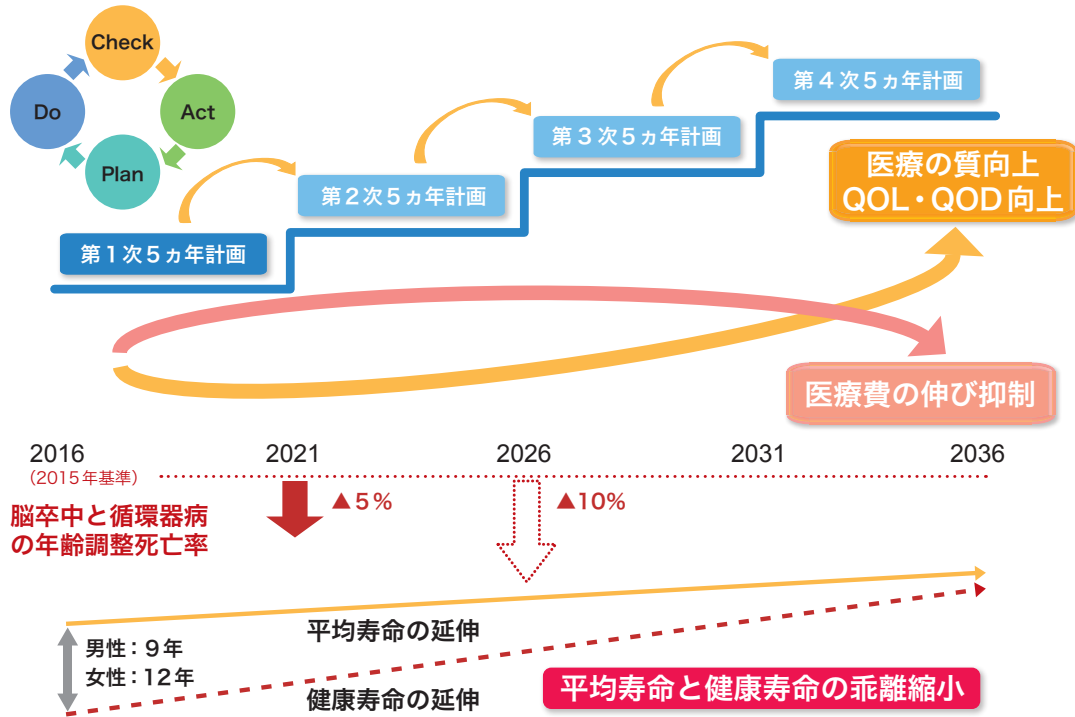 Check
Do
Act
Plan
第4次5ヵ年計画
第3次5ヵ年計画
第2次5ヵ年計画
第1次5ヵ年計画
医療の質向上
QOL・QOD向上
医療費の伸び抑制
2016
2021
2026
2031
2036
(2015年基準)
▲5%
▲10%
脳卒中と循環器病
の年齢調整死亡率
平均寿命の延伸
男性：9年
女性：12年
健康寿命の延伸
平均寿命と健康寿命の乖離縮小